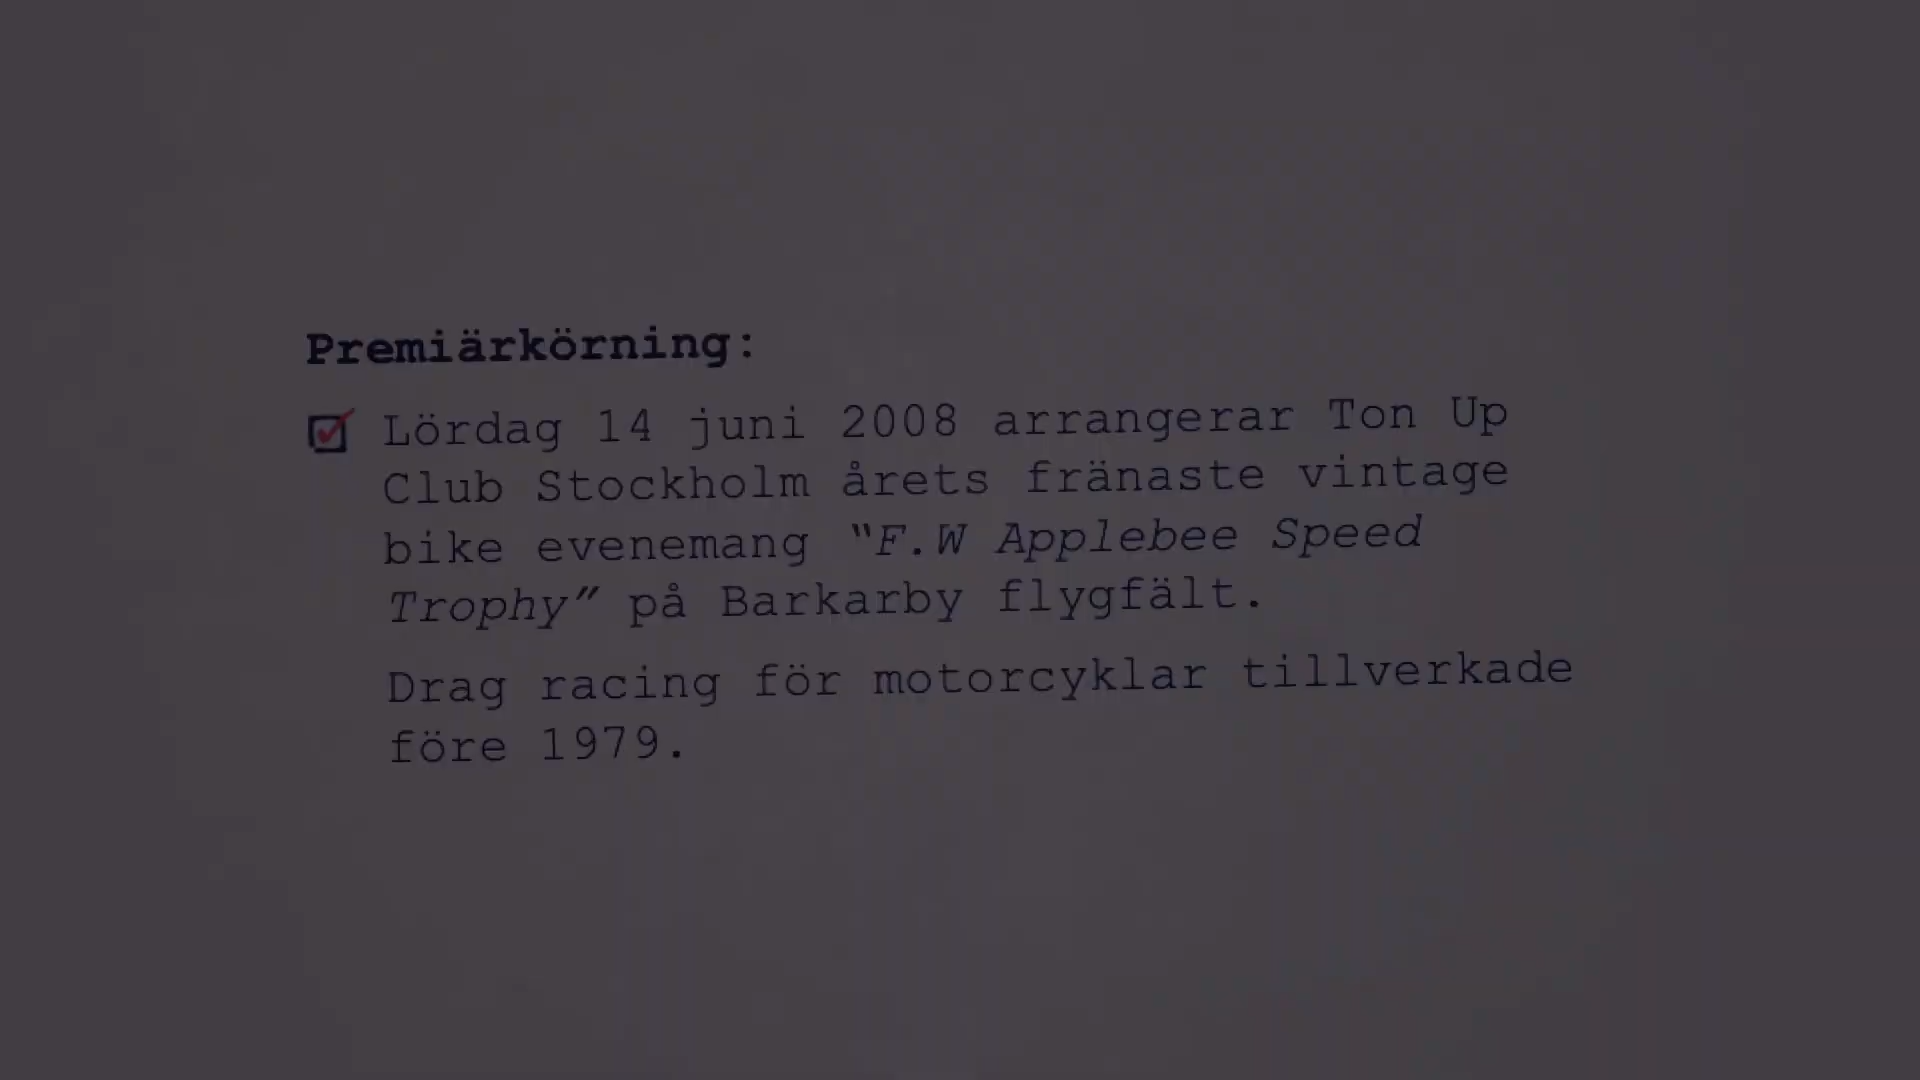 Premiärkörning:
Lördag 14 juni 2008 arrangerar Ton Up
Club Stockholm årets fränaste vintage
bike evenemang "F.W Applebee Speed
Trophy" på Barkarby flygfält.
Drag racing för motorcyklar tillverkade
före 1979.